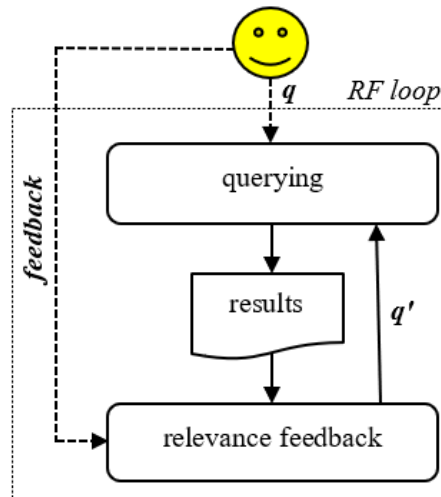 q
RF loop
querying
feedback
results
q'
relevance feedback